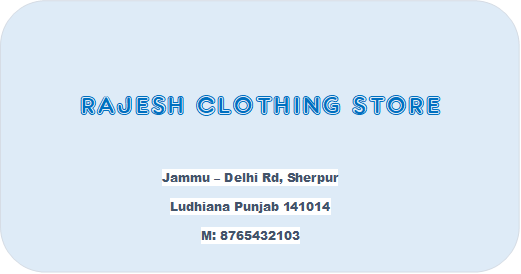 RAJESH CLOTHING STORE
Jammu – Delhi Rd, Sherpur
Ludhiana Punjab 141014
M: 8765432103